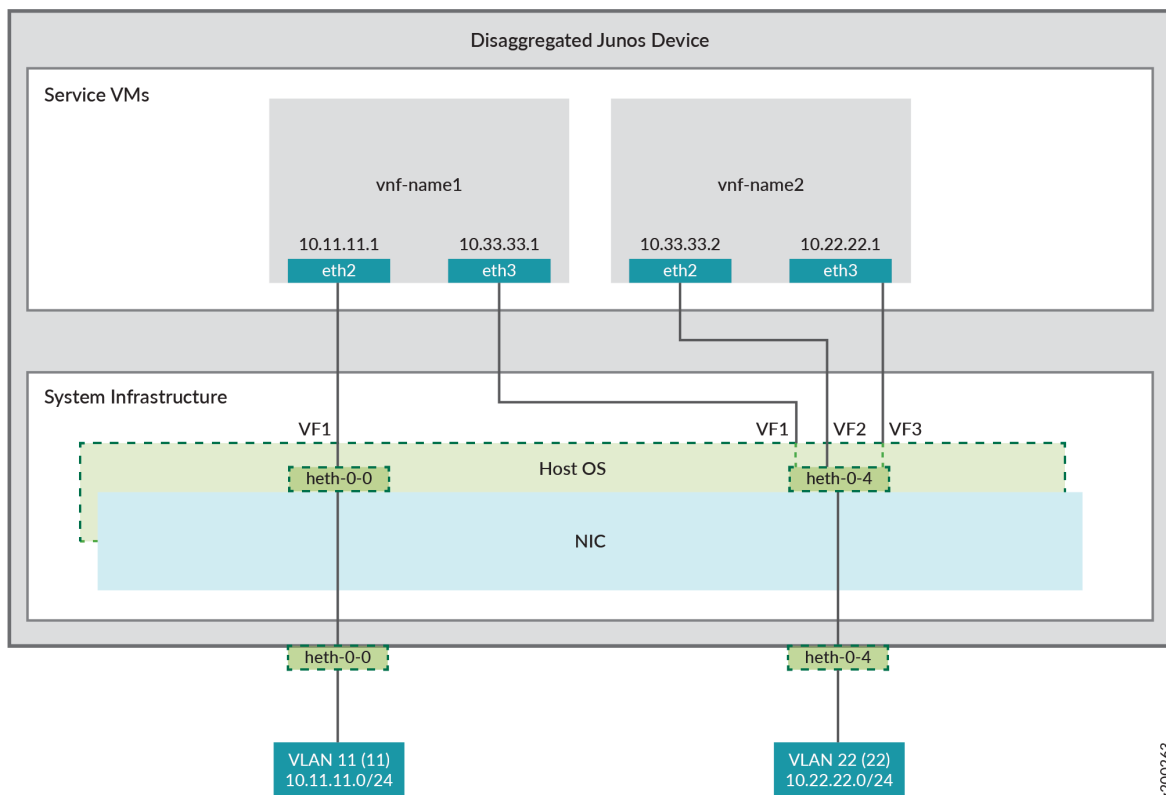 Disaggregated Junos Device
Service VMs
vnf-name1
vnf-name2
10.11.11.1
10.33.33.1
10.33.33.2
10.22.22.1
eth2
eth3
eth2
eth3
System Infrastructure
VF1
VF1
VF2
VF3
Host OS
heth-0-0
heth-0-4
NIC
heth-0-0
heth-0-4
VLAN 11 (11)
10.11.11.0/24
VLAN 22 (22)
10.22.22.0/24